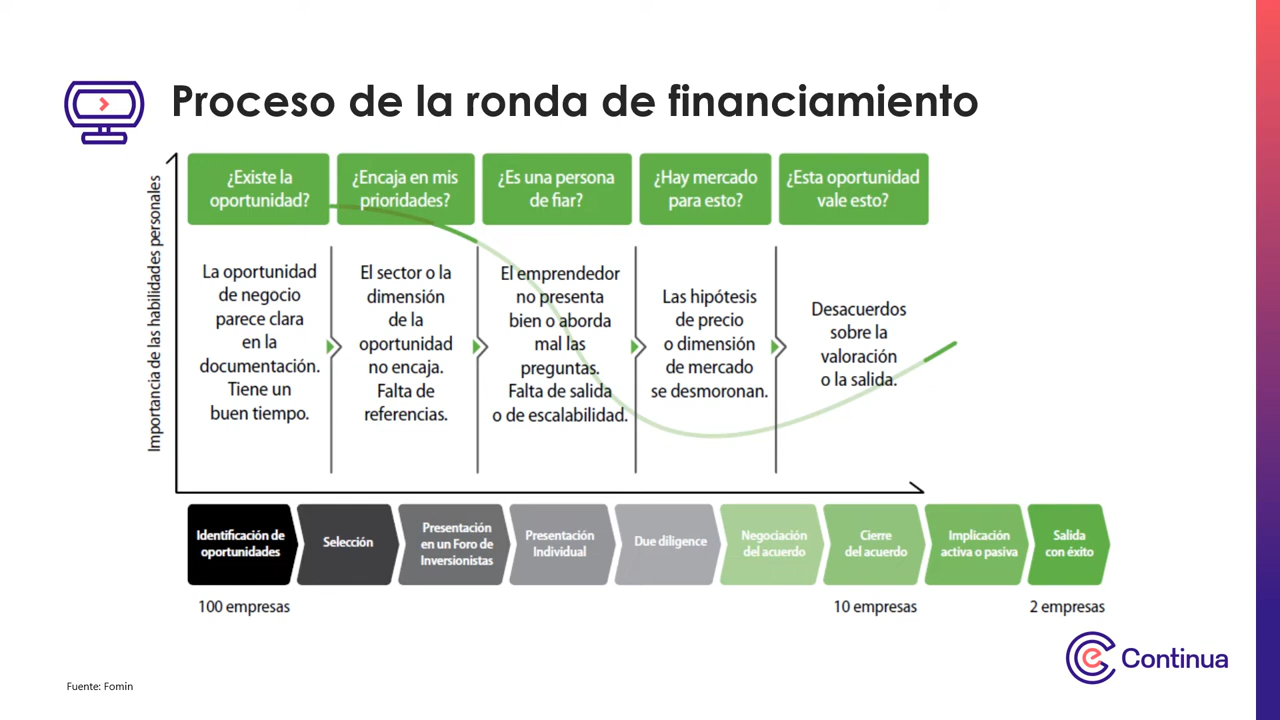 Proceso de la ronda de financiamiento
Importancia de las habilidades personales
¿Existe la
oportunidad?
¿Encaja en mis
prioridades?
¿Es una persona
de fiar?
¿Hay mercado
para esto?
¿Esta oportunidad
vale esto?
La oportunidad
de negocio
parece clara
en la
documentación.
Tiene un
buen tiempo.
El sector o la
dimensión
de la
oportunidad
no encaja.
Falta de
referencias.
El emprendedor
no presenta
bien o aborda
mal las
preguntas.
Falta de salida
o de escalabilidad.
Las hipótesis
de precio
o dimensión
de mercado
se desmoronan.
Desacuerdos
sobre la
valoración
o la salida.
Identificación de
oportunidades
Selección
Presentación
en un Foro de
Inversionistas
Presentación
Individual
Due diligence
Negociación
del acuerdo
Cierre
del acuerdo
Implicación
activa o pasiva
Salida
con éxito
100 empresas
10 empresas
2 empresas
Continua
Fuente: Fomin